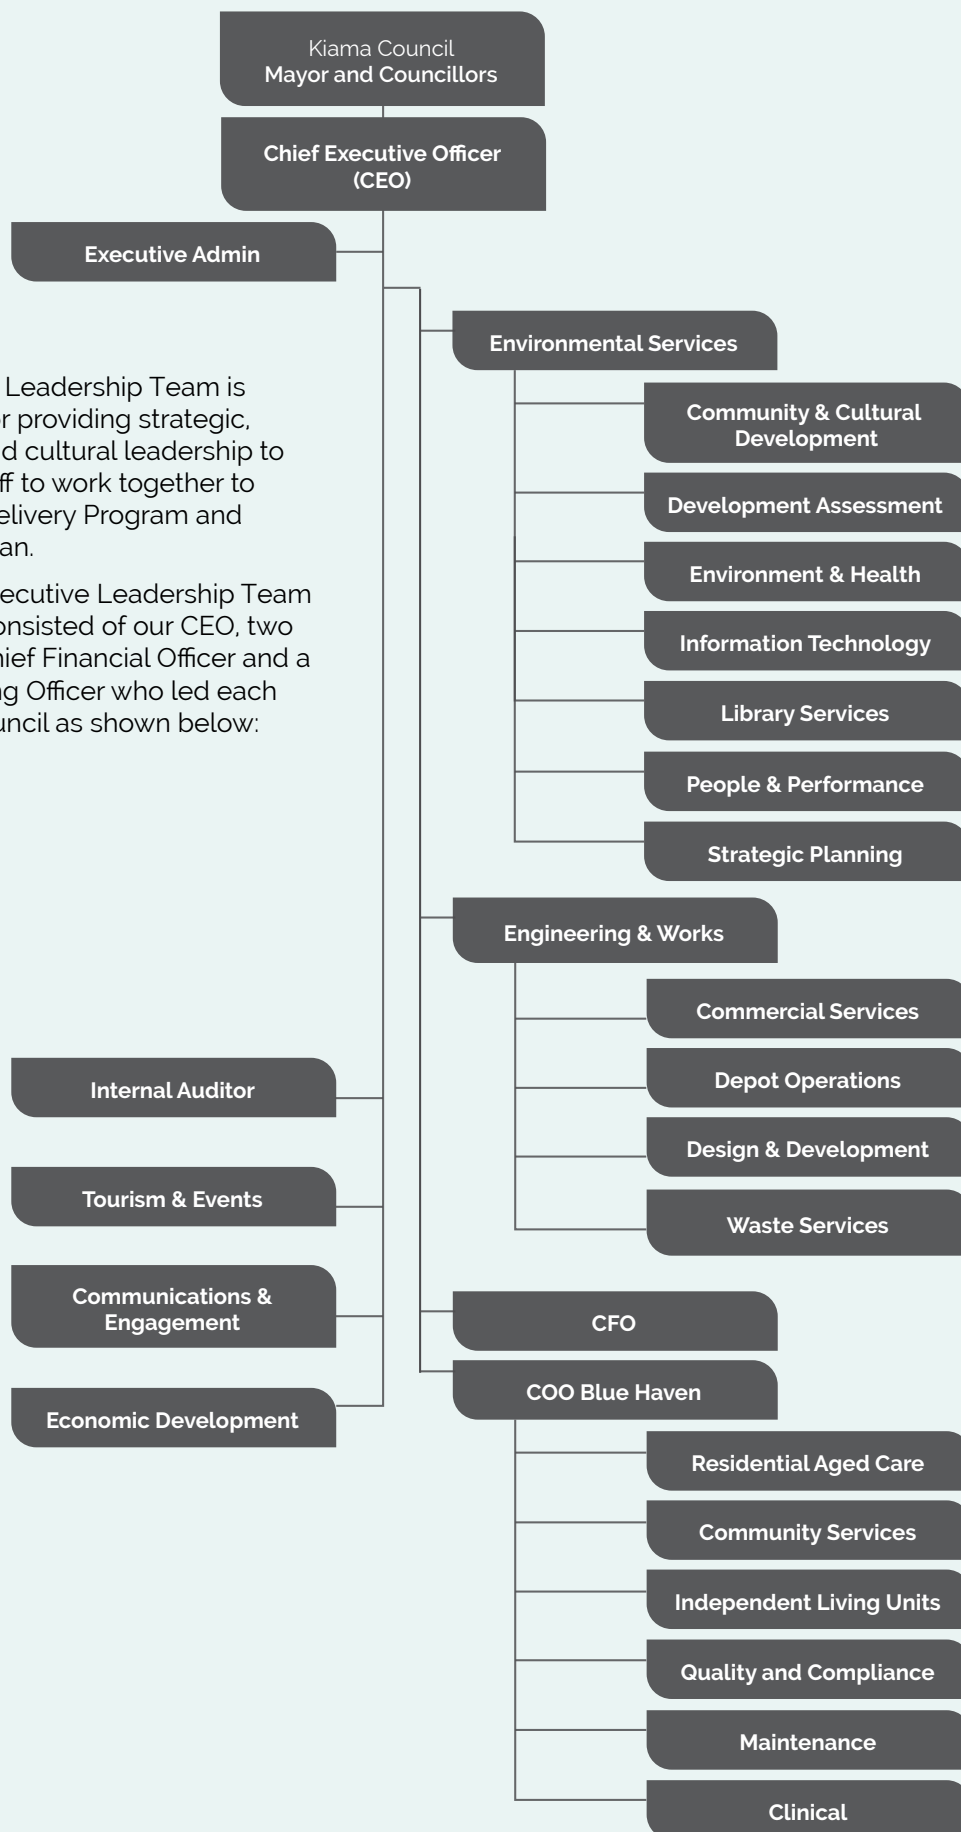 Kiama Council
Mayor and Councillors
Chief Executive Officer
(CEO)
Executive Admin
Leadership Team is
or providing strategic,
d cultural leadership to
ff to work together to
elivery Program and
an.
xecutive Leadership Team
onsisted of our CEO, two
hief Financial Officer and a
ng Officer who led each
uncil as shown below:
Environmental Services
Community & Cultural
Development
Development Assessment
Environment & Health
Information Technology
Library Services
People & Performance
Strategic Planning
Engineering & Works
Commercial Services
Depot Operations
Design & Development
Waste Services
Internal Auditor
Tourism & Events
Communications &
Engagement
Economic Development
CFO
COO Blue Haven
Residential Aged Care
Community Services
Independent Living Units
Quality and Compliance
Maintenance
Clinical